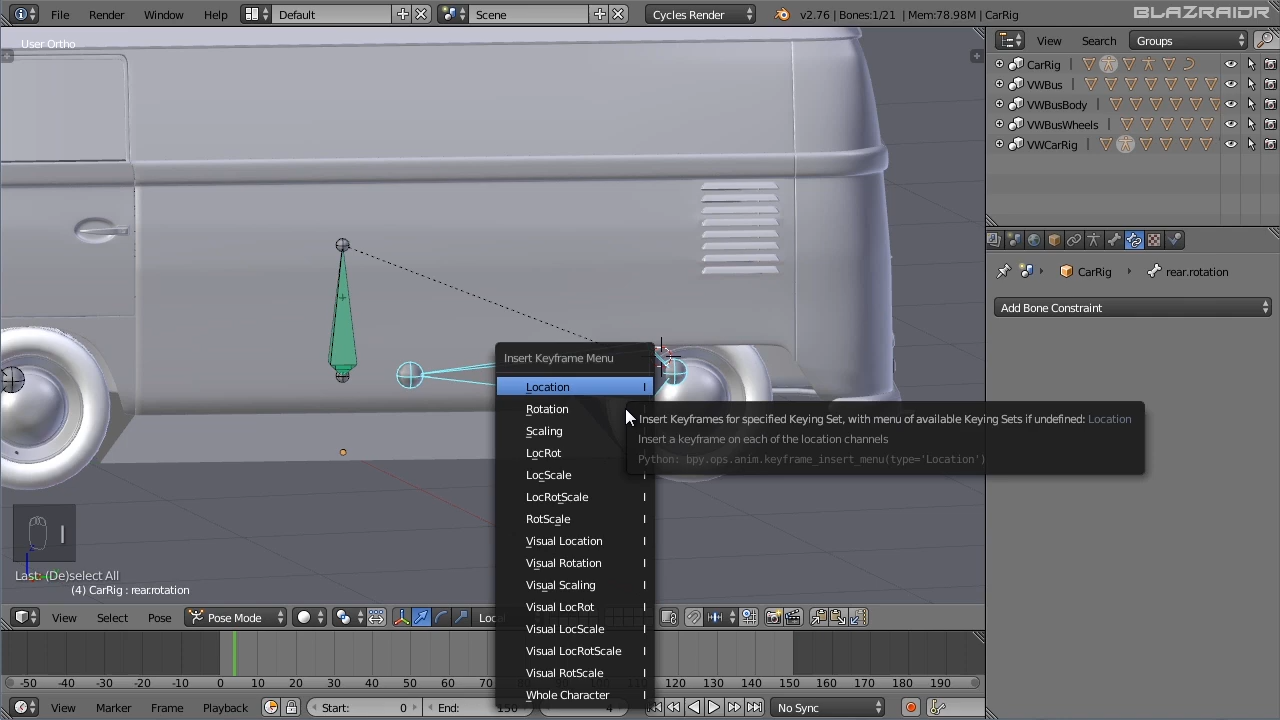 File Render Window Help Default Scene Cycles Render v2.76 | Bones:1/21 | Mem:78.98M | CarRig BLAZRAIDR
User Ortho
View Search Groups
CarRig
VWBus
VWBusBody
VWBusWheels
VWCarRig
CarRig rear.rotation
Add Bone Constraint
Insert Keyframe Menu
Location I
Rotation I
Scaling I
LocRot I
LocScale I
LocRotScale I
RotScale I
Visual Location I
Visual Rotation I
Visual Scaling I
Visual LocRot I
Visual LocScale I
Visual LocRotScale I
Visual RotScale I
Whole Character I
Insert Keyframes for specified Keying Set, with menu of available Keying Sets if undefined: Location
Insert a keyframe on each of the location channels
Python: bpy.ops.anim.keyframe_insert_menu(type='Location')
I
Last: (De)select All
(4) CarRig : rear.rotation
View Select Pose Pose Mode
-50 -40 -30 -20 -10 0 10 20 30 40 50 60 70 120 130 140 150 160 170 180 190
View Marker Frame Playback Start: 0 End: 150 4 No Sync